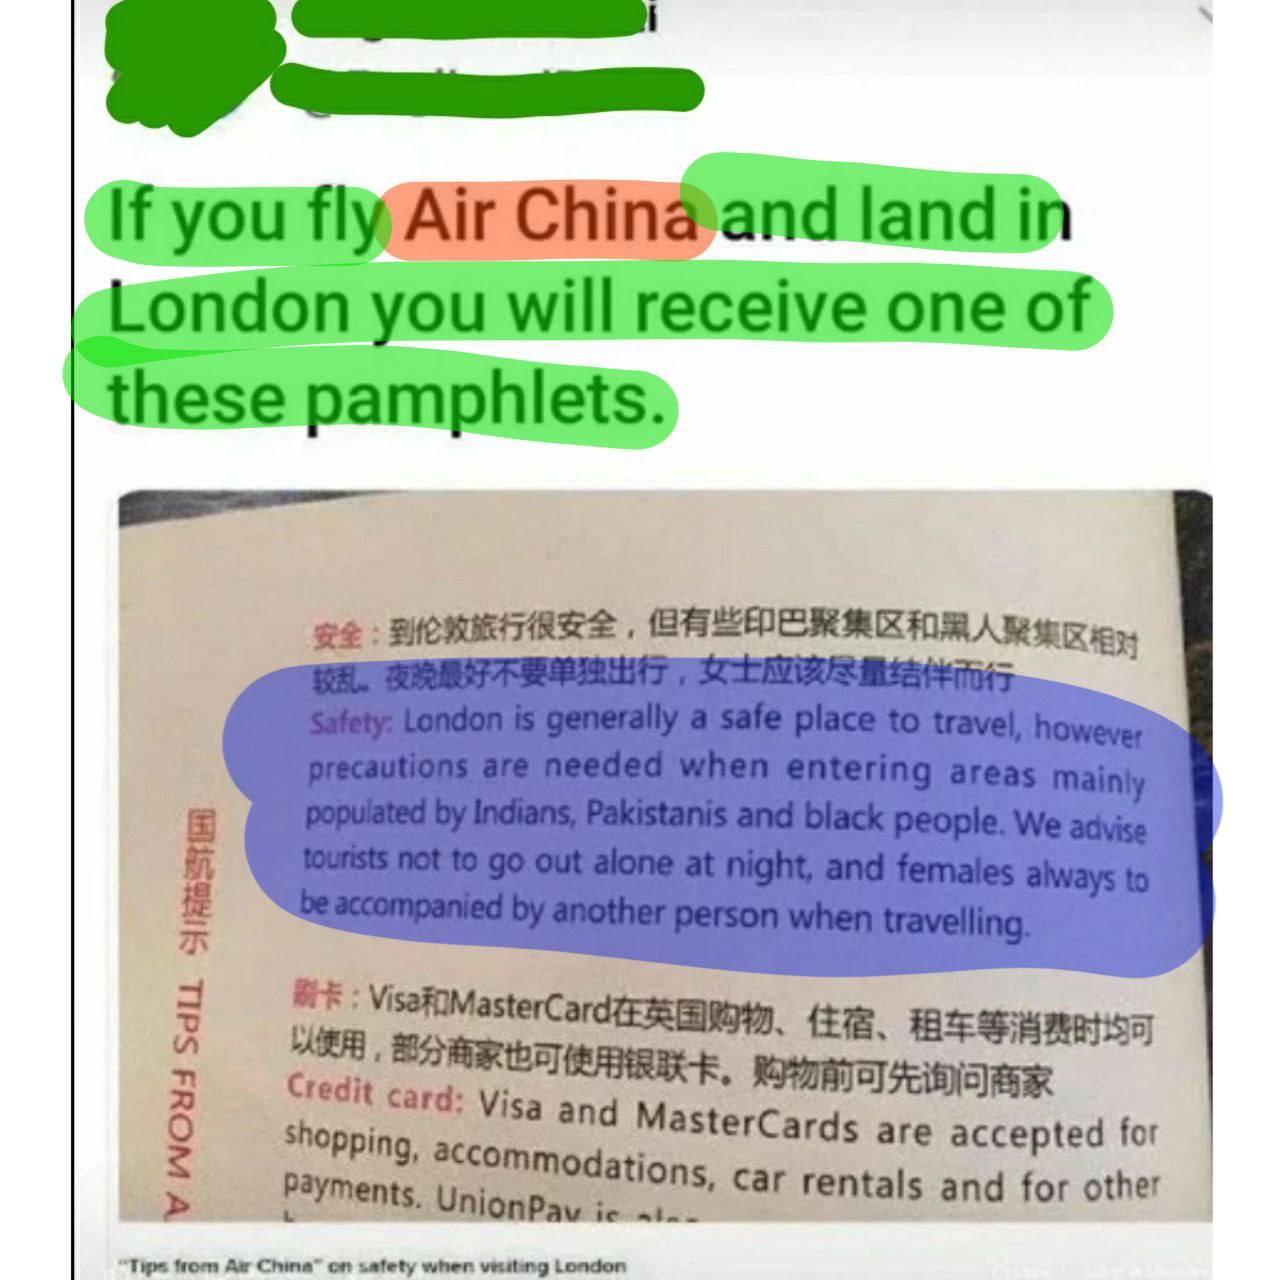 If you fly Air China and land in
London you will receive one of
these pamphlets.
安全：到伦敦旅行很安全，但有些印巴聚集区和黑人聚集区相对
较乱。夜晚最好不要单独出行，女士应该尽量结伴而行
Safety: London is generally a safe place to travel, however
precautions are needed when entering areas mainly
populated by Indians, Pakistanis and black people. We advise
tourists not to go out alone at night, and females always to
be accompanied by another person when travelling.
国航提示 TIPS FROM A
刷卡：Visa和MasterCard在英国购物、住宿、租车等消费时均可
以使用，部分商家也可使用银联卡。购物前可先询问商家
Credit card: Visa and MasterCards are accepted for
shopping, accommodations, car rentals and for other
payments. UnionPay is
"Tips from Air China" on safety when visiting London